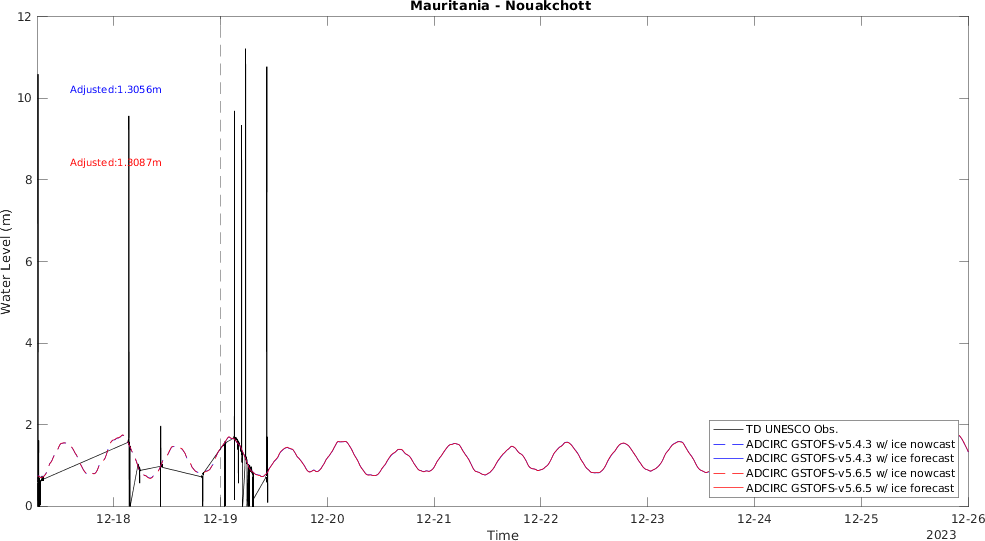 Mauritania - Nouakchott
12
10
8
6
4
2
0
Water Level (m)
Adjusted:1.3056m
Adjusted:1.3087m
TD UNESCO Obs.
ADCIRC GSTOFS-v5.4.3 w/ ice nowcast
ADCIRC GSTOFS-v5.4.3 w/ ice forecast
ADCIRC GSTOFS-v5.6.5 w/ ice nowcast
ADCIRC GSTOFS-v5.6.5 w/ ice forecast
12-18 12-19 12-20 12-21 12-22 12-23 12-24 12-25 12-26
Time
2023